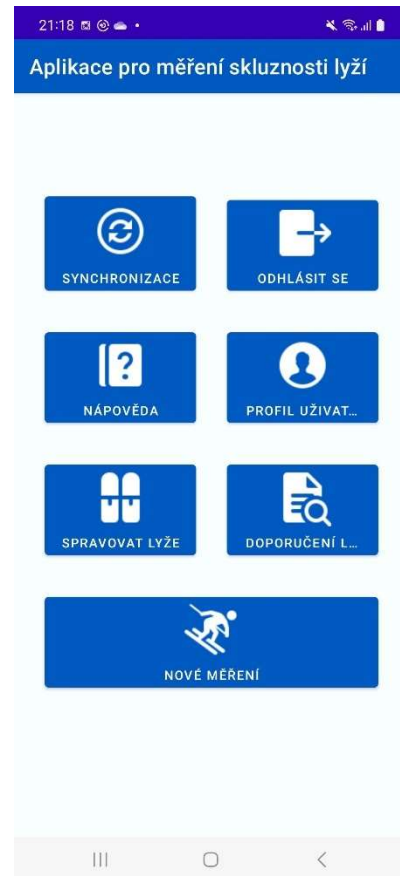 21:18
Aplikace pro měření skluznosti lyží
SYNCHRONIZACE
ODHLÁSIT SE
NÁPOVĚDA
PROFIL UŽIVAT...
SPRAVOVAT LYŽE
DOPORUČENÍ L...
NOVÉ MĚŘENÍ